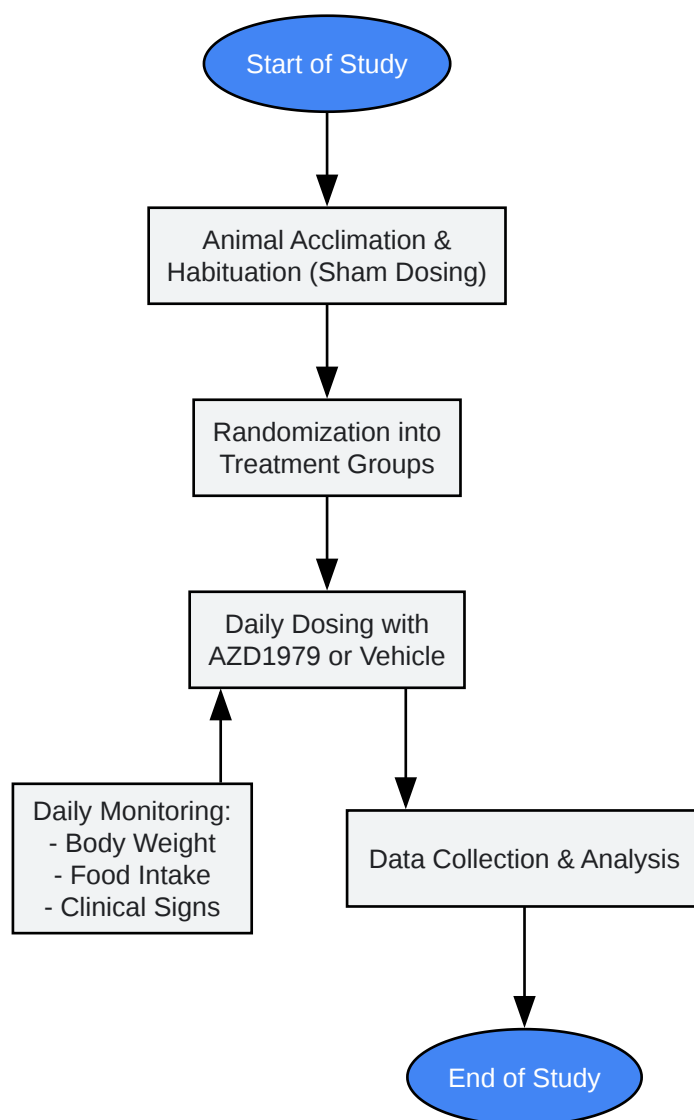 Start of Study
Animal Acclimation &
Habituation (Sham Dosing)
Randomization into
Treatment Groups
Daily Dosing with
AZD1979 or Vehicle
Daily Monitoring:
- Body Weight
- Food Intake
- Clinical Signs
Data Collection & Analysis
End of Study